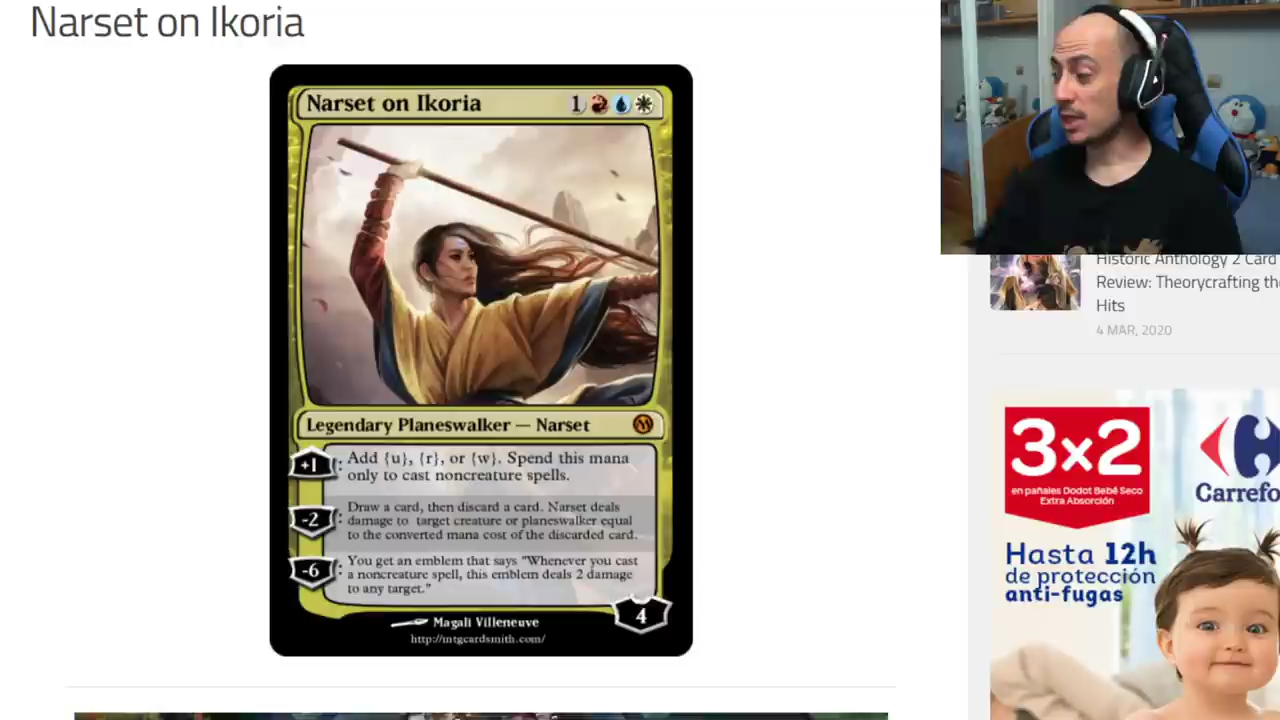 Narset on Ikoria
Narset on Ikoria 1
Legendary Planeswalker — Narset
+1: Add {u}, {r}, or {w}. Spend this mana
only to cast noncreature spells.
-2: Draw a card, then discard a card. Narset deals
damage to target creature or planeswalker equal
to the converted mana cost of the discarded card.
-6: You get an emblem that says "Whenever you cast
a noncreature spell, this emblem deals 2 damage
to any target."
4
Magali Villeneuve
http://mtgcardsmith.com/
Historic Anthology 2 Card
Review: Theorycrafting the
Hits
4 MAR, 2020
3x2
en pañales Dodot Bebé Seco
Extra Absorción
Carrefo
Hasta 12h
de protección
anti-fugas